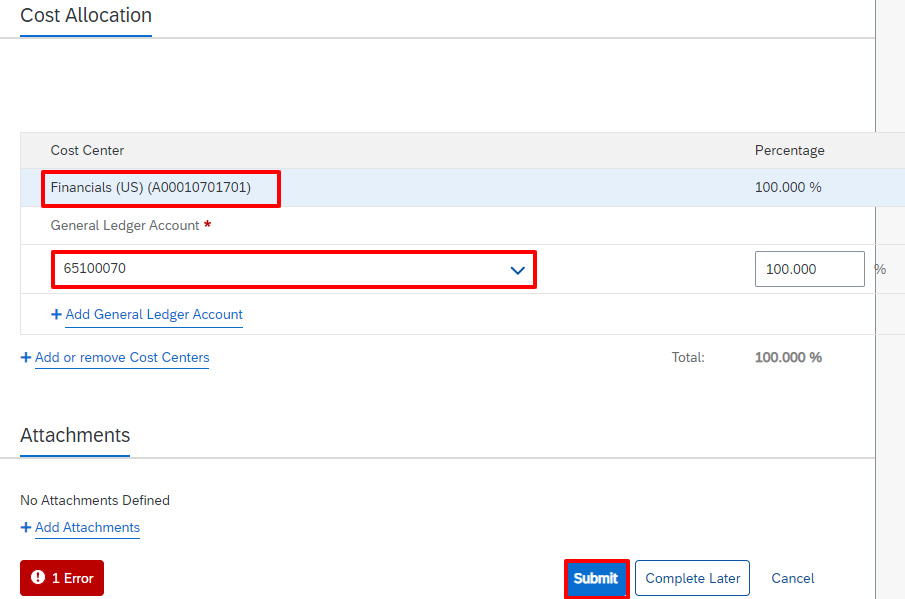 Cost Allocation
Cost Center Percentage
Financials (US) (A00010701701) 100.000 %
General Ledger Account *
65100070 100.000 %
+ Add General Ledger Account
+ Add or remove Cost Centers Total: 100.000 %
Attachments
No Attachments Defined
+ Add Attachments
1 Error Submit Complete Later Cancel